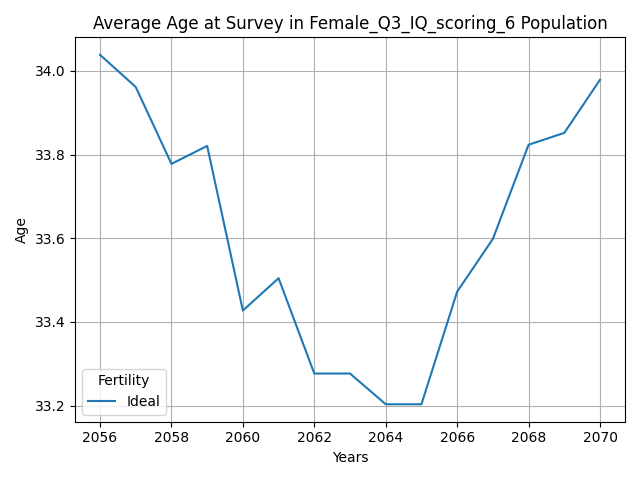 Average Age at Survey in Female_Q3_IQ_scoring_6 Population
34.0
33.8
33.6
33.4
33.2
Age
Fertility
Ideal
2056 2058 2060 2062 2064 2066 2068 2070
Years